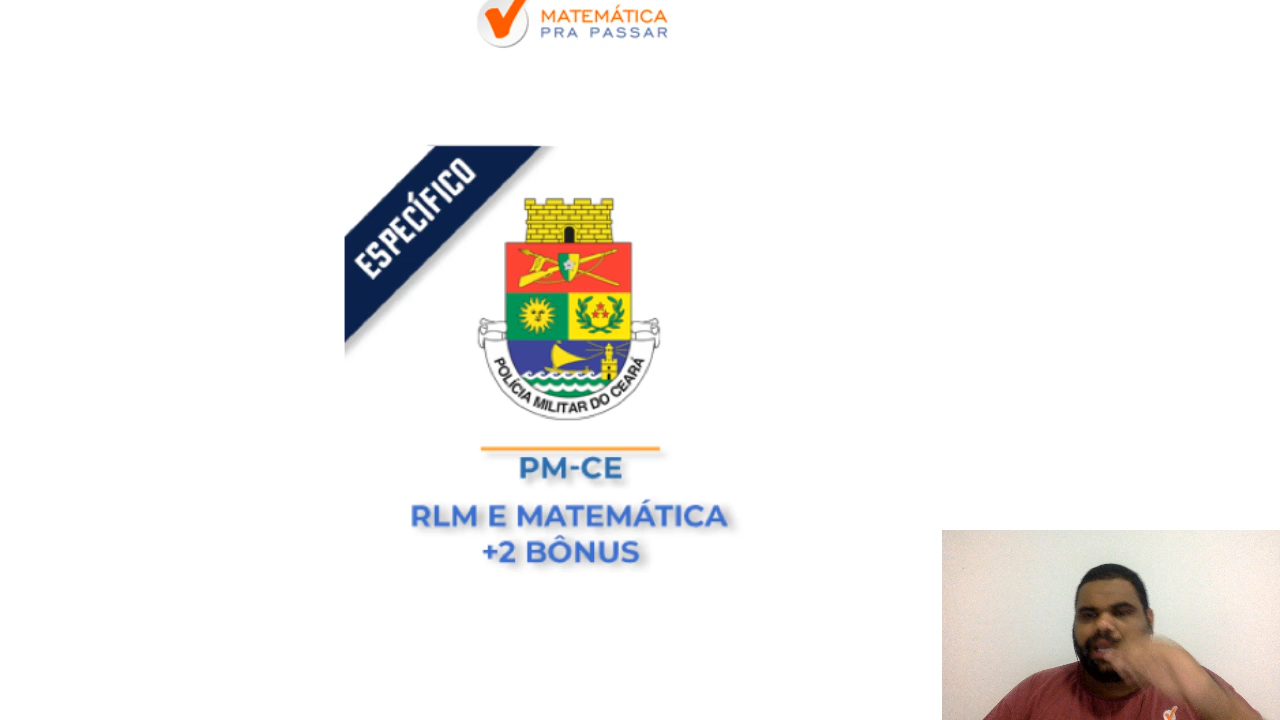 MATEMÁTICA
PRA PASSAR
ESPECÍFICO
POLÍCIA MILITAR DO CEARÁ
PM-CE
RLM E MATEMÁTICA
+2 BÔNUS